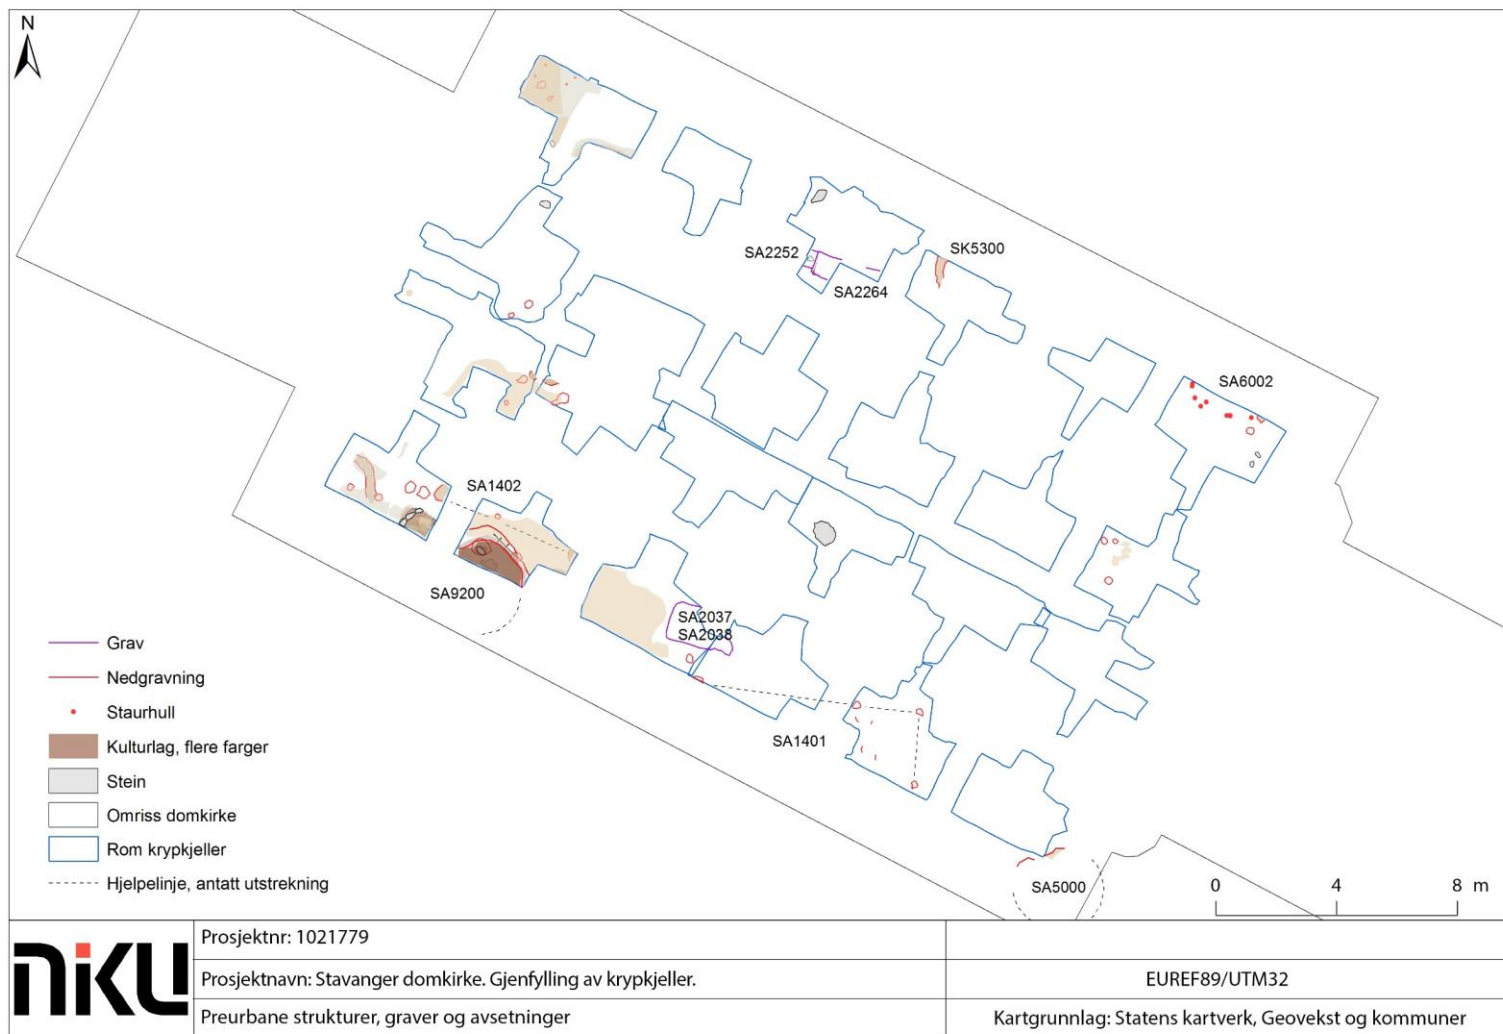 N
SA2252
SK5300
SA2264
SA6002
SA1402
SA9200
SA2037
SA2038
SA1401
SA5000
Grav
Nedgravning
Staurhull
Kulturlag, flere farger
Stein
Omriss domkirke
Rom krypkjeller
Hjelpelinje, antatt utstrekning
0 4 8 m
niku
Prosjektnr: 1021779
Prosjektnavn: Stavanger domkirke. Gjenfylling av krypkjeller.
EUREF89/UTM32
Preurbane strukturer, graver og avsetninger
Kartgrunnlag: Statens kartverk, Geovekst og kommuner